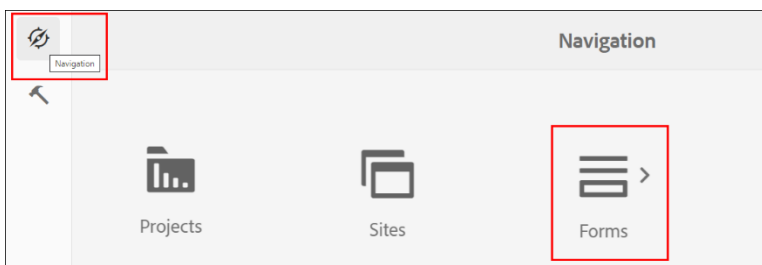 Navigation
Navigation
Projects
Sites
Forms